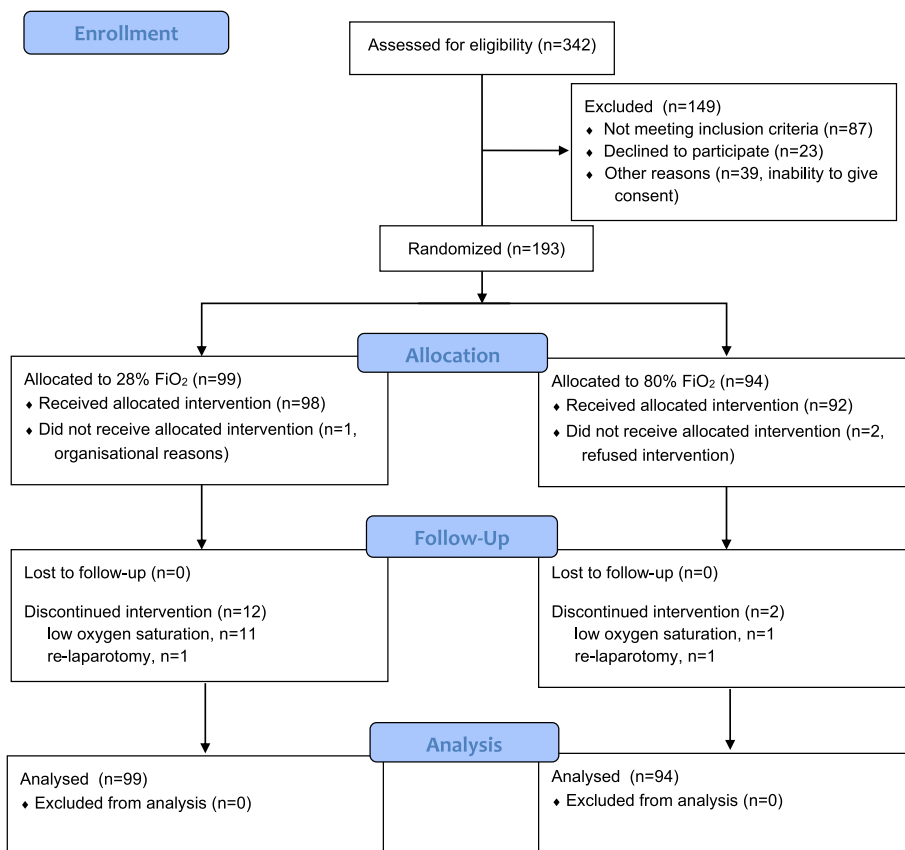 Enrollment
Assessed for eligibility (n=342)
Excluded (n=149)
♦ Not meeting inclusion criteria (n=87)
♦ Declined to participate (n=23)
♦ Other reasons (n=39, inability to give
consent)
Randomized (n=193)
Allocation
Allocated to 28% FiO₂ (n=99)
♦ Received allocated intervention (n=98)
♦ Did not receive allocated intervention (n=1,
organisational reasons)
Allocated to 80% FiO₂ (n=94)
♦ Received allocated intervention (n=92)
♦ Did not receive allocated intervention (n=2,
refused intervention)
Follow-Up
Lost to follow-up (n=0)
Discontinued intervention (n=12)
low oxygen saturation, n=11
re-laparotomy, n=1
Lost to follow-up (n=0)
Discontinued intervention (n=2)
low oxygen saturation, n=1
re-laparotomy, n=1
Analysis
Analysed (n=99)
♦ Excluded from analysis (n=0)
Analysed (n=94)
♦ Excluded from analysis (n=0)